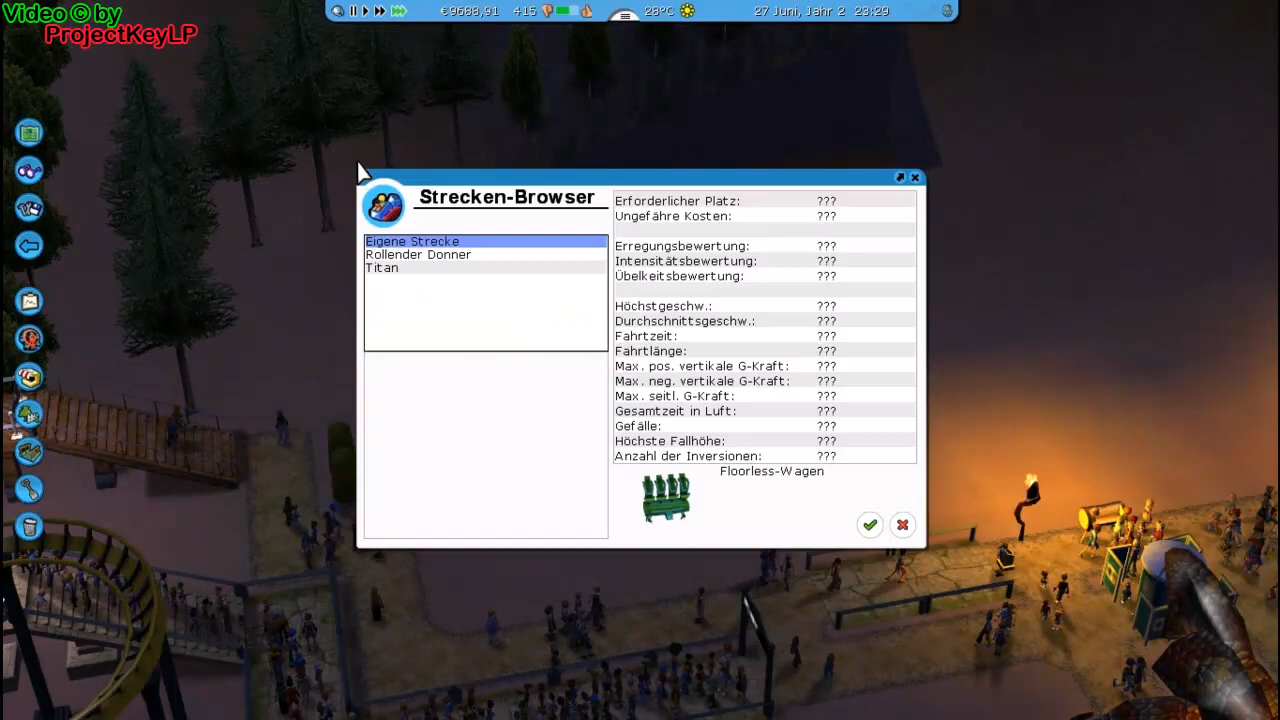 Video © by
ProjectKeyLP
€9688,91 415 28°C 27 Juni, Jahr 2 23:29
Strecken-Browser
Eigene Strecke
Rollender Donner
Titan
Erforderlicher Platz: ???
Ungefähre Kosten: ???
Erregungsbewertung: ???
Intensitätsbewertung: ???
Übelkeitsbewertung: ???
Höchstgeschw.: ???
Durchschnittsgeschw.: ???
Fahrtzeit: ???
Fahrtlänge: ???
Max. pos. vertikale G-Kraft: ???
Max. neg. vertikale G-Kraft: ???
Max. seitl. G-Kraft: ???
Gesamtzeit in Luft: ???
Gefälle: ???
Höchste Fallhöhe: ???
Anzahl der Inversionen: ???
Floorless-Wagen